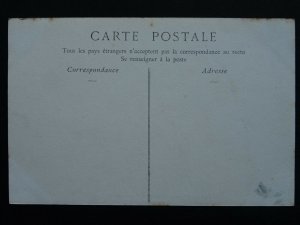 CARTE POSTALE
Tous les pays étrangers n'acceptent pas la correspondance au recto
Se renseigner à la poste
Correspondance
Adresse